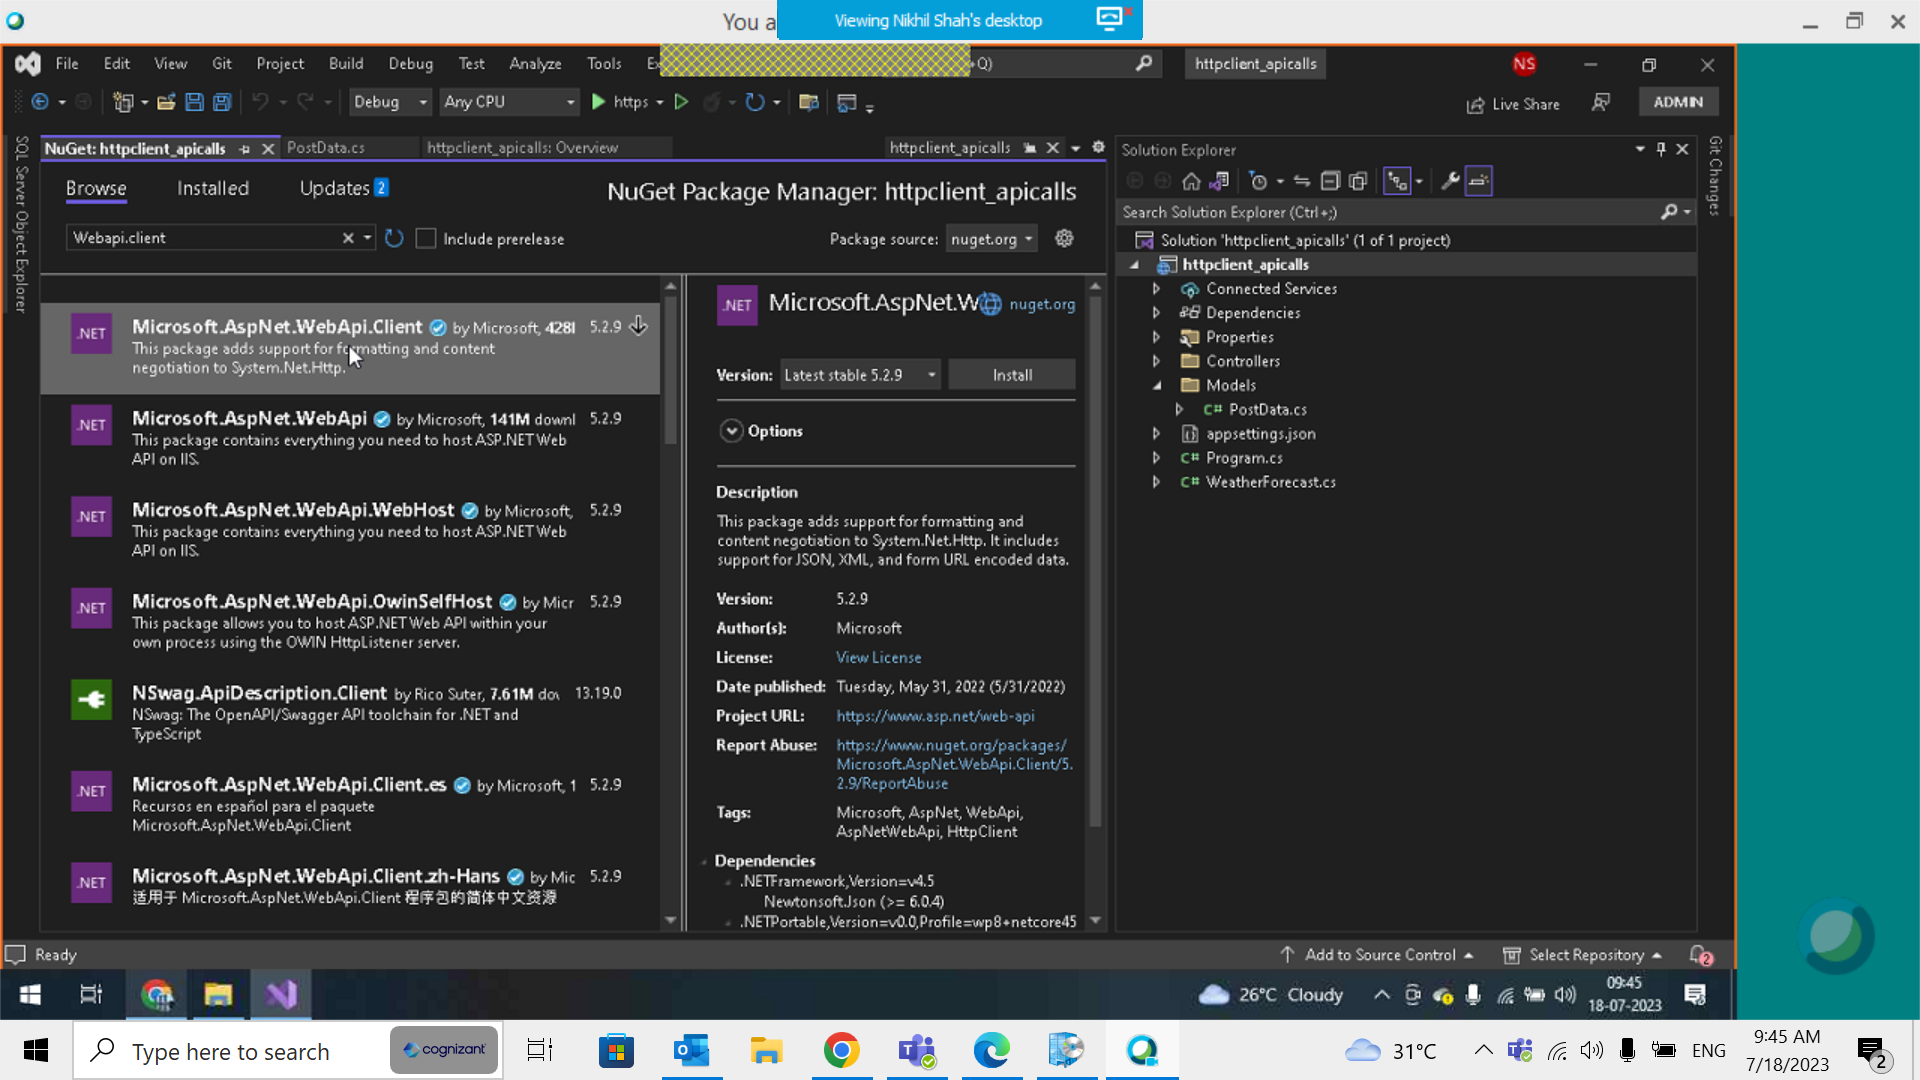 You a
Viewing Nikhil Shah's desktop
File Edit View Git Project Build Debug Test Analyze Tools
+Q)
httpclient_apicalls
NS
Debug
Any CPU
https
Live Share
ADMIN
SQL Server Object Explorer
NuGet: httpclient_apicalls
PostData.cs
httpclient_apicalls: Overview
httpclient_apicalls
Browse
Installed
Updates 2
NuGet Package Manager: httpclient_apicalls
Webapi.client
Include prerelease
Package source: nuget.org
.NET
Microsoft.AspNet.WebApi.Client by Microsoft, 428 5.2.9
This package adds support for formatting and content
negotiation to System.Net.Http.
.NET
Microsoft.AspNet.WebApi by Microsoft, 141M downl 5.2.9
This package contains everything you need to host ASP.NET Web
API on IIS.
.NET
Microsoft.AspNet.WebApi.WebHost by Microsoft, 5.2.9
This package contains everything you need to host ASP.NET Web
API on IIS.
.NET
Microsoft.AspNet.WebApi.OwinSelfHost by Micr 5.2.9
This package allows you to host ASP.NET Web API within your
own process using the OWIN HttpListener server.
NSwag.ApiDescription.Client by Rico Suter, 7.61M dov 13.19.0
NSwag: The OpenAPI/Swagger API toolchain for .NET and
TypeScript
.NET
Microsoft.AspNet.WebApi.Client.es by Microsoft, 1 5.2.9
Recursos en español para el paquete
Microsoft.AspNet.WebApi.Client
.NET
Microsoft.AspNet.WebApi.Client.zh-Hans by Mic 5.2.9
适用于 Microsoft.AspNet.WebApi.Client 程序包的简体中文资源
.NET
Microsoft.AspNet.W nuget.org
Version: Latest stable 5.2.9
Install
Options
Description
This package adds support for formatting and
content negotiation to System.Net.Http. It includes
support for JSON, XML, and form URL encoded data.
Version: 5.2.9
Author(s): Microsoft
License: View License
Date published: Tuesday, May 31, 2022 (5/31/2022)
Project URL: https://www.asp.net/web-api
Report Abuse: https://www.nuget.org/packages/
Microsoft.AspNet.WebApi.Client/5.
2.9/ReportAbuse
Tags: Microsoft, AspNet, WebApi,
AspNetWebApi, HttpClient
Dependencies
.NETFramework,Version=v4.5
Newtonsoft.Json (>= 6.0.4)
.NETPortable,Version=v0.0,Profile=wp8+netcore45
Solution Explorer
Search Solution Explorer (Ctrl+;)
Solution 'httpclient_apicalls' (1 of 1 project)
httpclient_apicalls
Connected Services
Dependencies
Properties
Controllers
Models
C# PostData.cs
appsettings.json
C# Program.cs
C# WeatherForecast.cs
Git Changes
Ready
Add to Source Control
Select Repository
2
26°C Cloudy
09:45
18-07-2023
Type here to search
cognizant
31°C
ENG
9:45 AM
7/18/2023
2